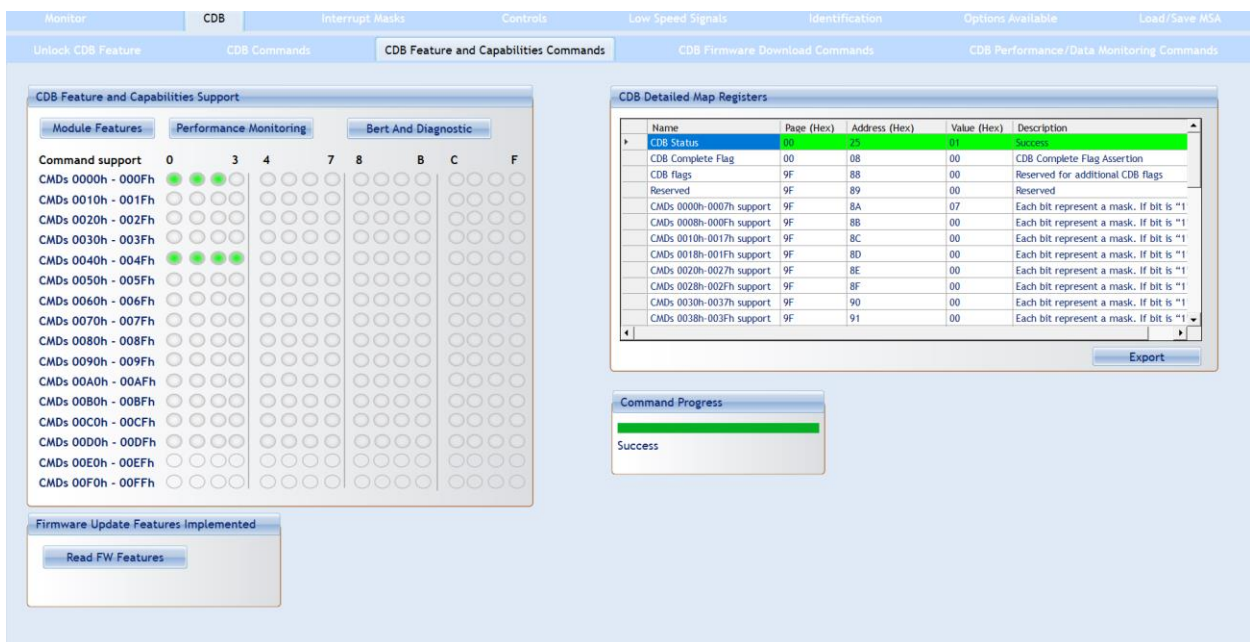 Monitor CDB Interrupt Masks Controls Low Speed Signals Identification Options Available Load/Save MSA
Unlock CDB Feature CDB Commands CDB Feature and Capabilities Commands CDB Firmware Download Commands CDB Performance/Data Monitoring Commands
CDB Feature and Capabilities Support
Module Features Performance Monitoring Bert And Diagnostic
Command support 0 3 4 7 8 B C F
CMDs 0000h - 000Fh
CMDs 0010h - 001Fh
CMDs 0020h - 002Fh
CMDs 0030h - 003Fh
CMDs 0040h - 004Fh
CMDs 0050h - 005Fh
CMDs 0060h - 006Fh
CMDs 0070h - 007Fh
CMDs 0080h - 008Fh
CMDs 0090h - 009Fh
CMDs 00A0h - 00AFh
CMDs 00B0h - 00BFh
CMDs 00C0h - 00CFh
CMDs 00D0h - 00DFh
CMDs 00E0h - 00EFh
CMDs 00F0h - 00FFh
Firmware Update Features Implemented
Read FW Features
CDB Detailed Map Registers
Name Page (Hex) Address (Hex) Value (Hex) Description
CDB Status 00 25 01 Success
CDB Complete Flag 00 08 00 CDB Complete Flag Assertion
CDB flags 9F 88 00 Reserved for additional CDB flags
Reserved 9F 89 00 Reserved
CMDs 0000h-0007h support 9F 8A 07 Each bit represent a mask. If bit is "1
CMDs 0008h-000Fh support 9F 8B 00 Each bit represent a mask. If bit is "1
CMDs 0010h-0017h support 9F 8C 00 Each bit represent a mask. If bit is "1
CMDs 0018h-001Fh support 9F 8D 00 Each bit represent a mask. If bit is "1
CMDs 0020h-0027h support 9F 8E 00 Each bit represent a mask. If bit is "1
CMDs 0028h-002Fh support 9F 8F 00 Each bit represent a mask. If bit is "1
CMDs 0030h-0037h support 9F 90 00 Each bit represent a mask. If bit is "1
CMDs 0038h-003Fh support 9F 91 00 Each bit represent a mask. If bit is "1
Export
Command Progress
Success